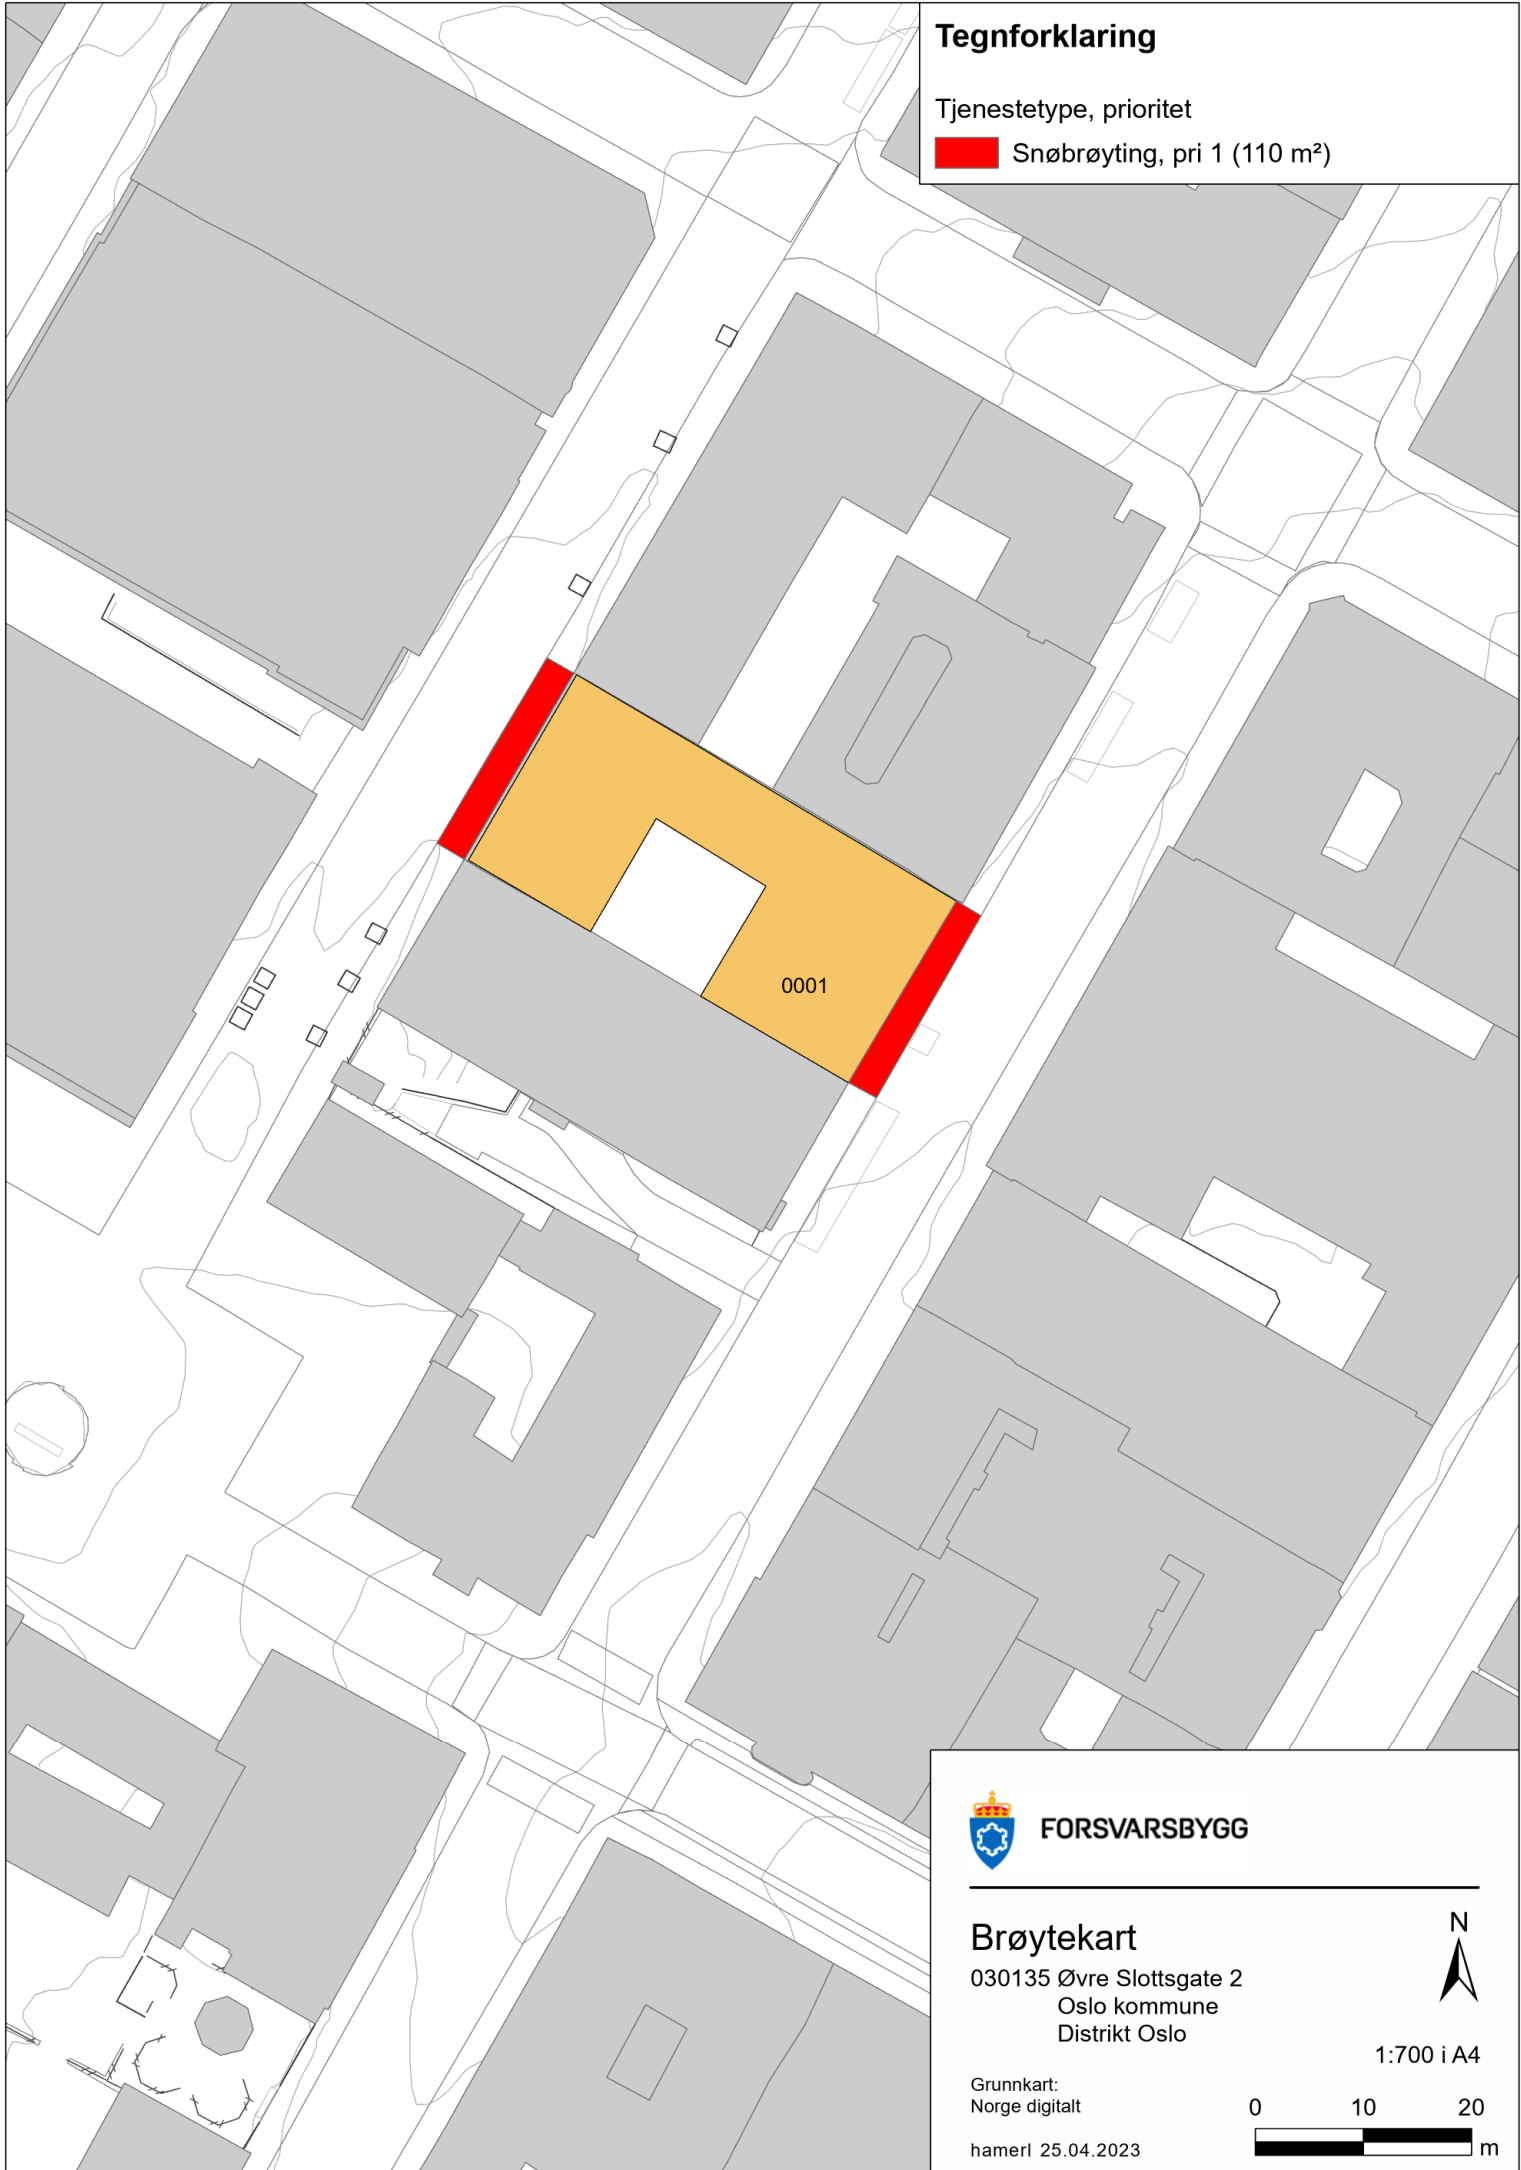 Tegnforklaring
Tjenestetype, prioritet
Snøbrøyting, pri 1 (110 m²)
0001
FORSVARSBYGG
Brøytekart
N
030135 Øvre Slottsgate 2
Oslo kommune
Distrikt Oslo
1:700 i A4
Grunnkart:
Norge digitalt
0 10 20
m
hamerl 25.04.2023